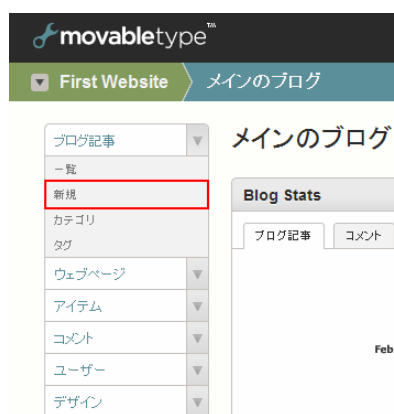 movabletype™
First Website メインのブログ
ブログ記事
一覧
新規
カテゴリ
タグ
ウェブページ
アイテム
コメント
ユーザー
デザイン
メインのブログ
Blog Stats
ブログ記事 コメント
Feb